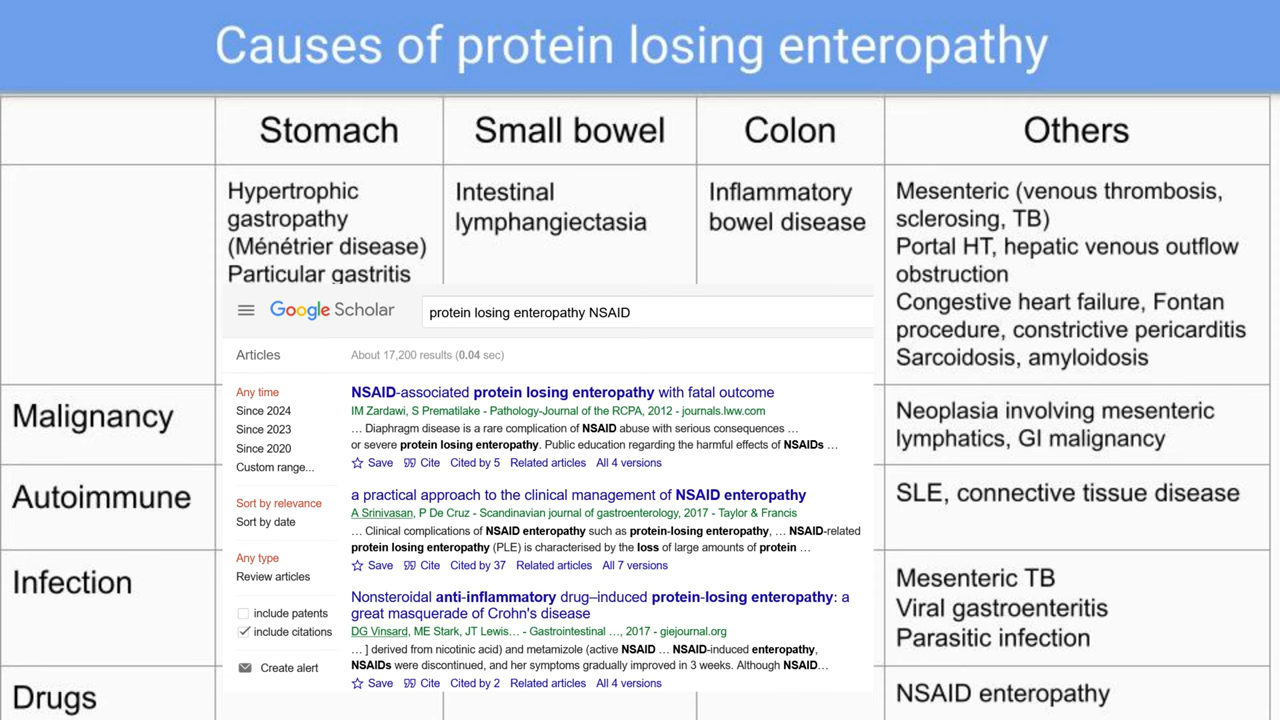 Causes of protein losing enteropathy
Stomach
Small bowel
Colon
Others
Hypertrophic
gastropathy
(Ménétrier disease)
Particular gastritis
Intestinal
lymphangiectasia
Inflammatory
bowel disease
Mesenteric (venous thrombosis,
sclerosing, TB)
Portal HT, hepatic venous outflow
obstruction
Congestive heart failure, Fontan
procedure, constrictive pericarditis
Sarcoidosis, amyloidosis
Malignancy
Neoplasia involving mesenteric
lymphatics, GI malignancy
Autoimmune
SLE, connective tissue disease
Infection
Mesenteric TB
Viral gastroenteritis
Parasitic infection
Drugs
NSAID enteropathy
Google Scholar
protein losing enteropathy NSAID
Articles
About 17,200 results (0.04 sec)
Any time
Since 2024
Since 2023
Since 2020
Custom range...
Sort by relevance
Sort by date
Any type
Review articles
include patents
include citations
Create alert
NSAID-associated protein losing enteropathy with fatal outcome
IM Zardawi, S Prematilake - Pathology-Journal of the RCPA, 2012 - journals.lww.com
… Diaphragm disease is a rare complication of NSAID abuse with serious consequences …
or severe protein losing enteropathy. Public education regarding the harmful effects of NSAIDs …
Save Cite Cited by 5 Related articles All 4 versions
a practical approach to the clinical management of NSAID enteropathy
A Srinivasan, P De Cruz - Scandinavian journal of gastroenterology, 2017 - Taylor & Francis
… Clinical complications of NSAID enteropathy such as protein-losing enteropathy, … NSAID-related
protein losing enteropathy (PLE) is characterised by the loss of large amounts of protein …
Save Cite Cited by 37 Related articles All 7 versions
Nonsteroidal anti-inflammatory drug–induced protein-losing enteropathy: a
great masquerade of Crohn's disease
DG Vinsard, ME Stark, JT Lewis… - Gastrointestinal …, 2017 - giejournal.org
… ] derived from nicotinic acid) and metamizole (active NSAID … NSAID-induced enteropathy,
NSAIDs were discontinued, and her symptoms gradually improved in 3 weeks. Although NSAID…
Save Cite Cited by 2 Related articles All 4 versions